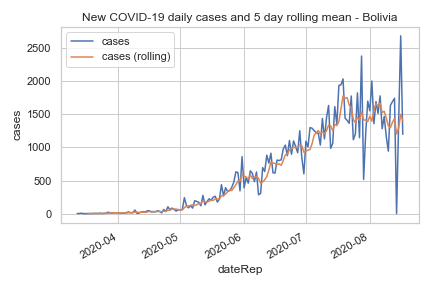 New COVID-19 daily cases and 5 day rolling mean - Bolivia
cases
cases (rolling)
2500
2000
1500
1000
500
0
cases
2020-04
2020-05
2020-06
2020-07
2020-08
dateRep